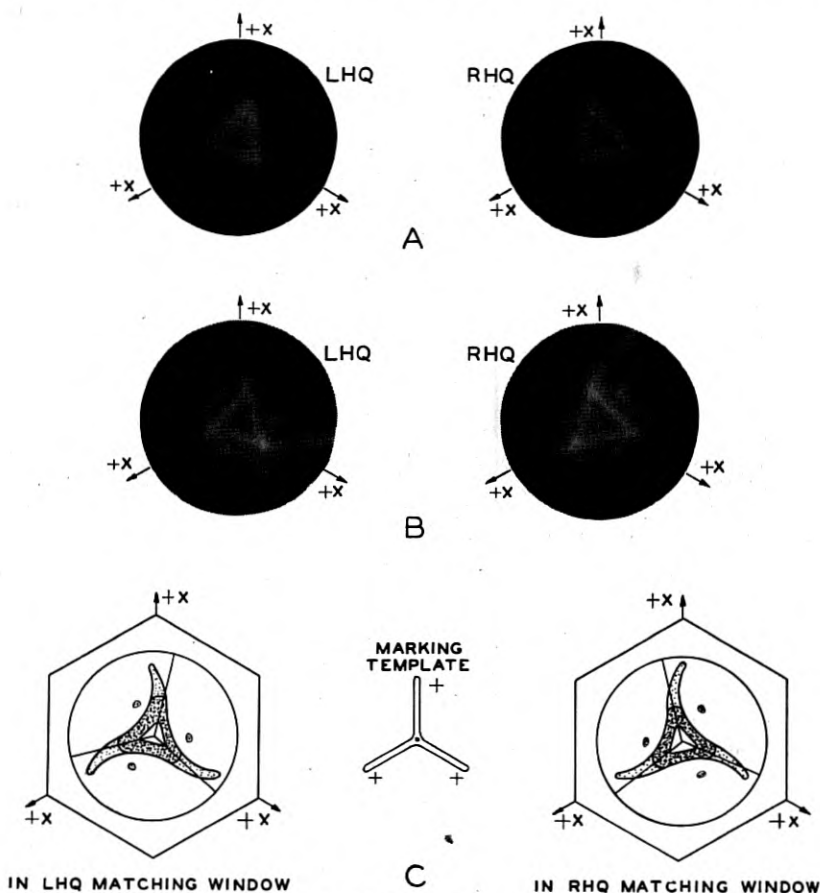 +X
+X
LHQ
RHQ
+X
+X
+X
+X
A
+X
+X
LHQ
RHQ
+X
+X
+X
+X
B
+X
+X
MARKING
TEMPLATE
+
+
+
+X
+X
+X
+X
IN LHQ MATCHING WINDOW
C
IN RHQ MATCHING WINDOW